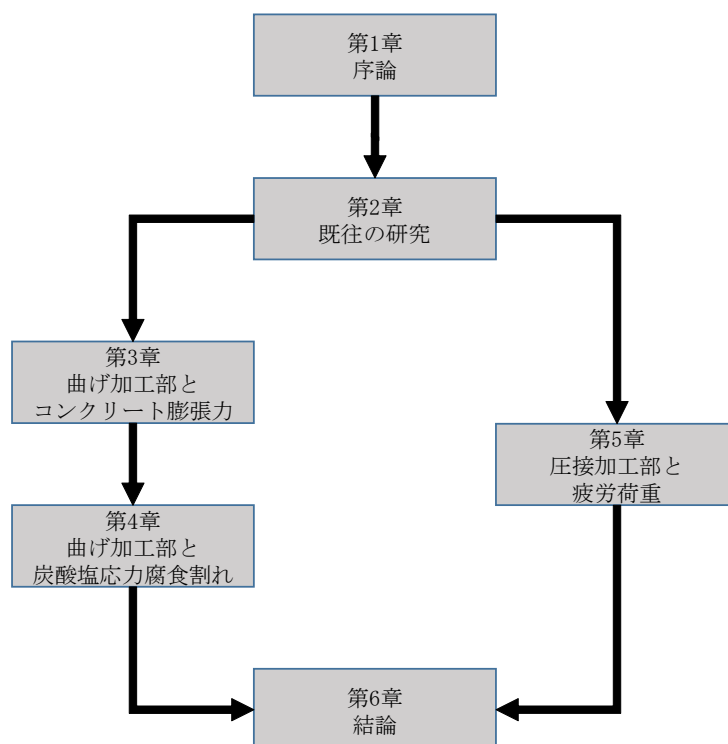 第1章
序論
第2章
既往の研究
第3章
曲げ加工部と
コンクリート膨張力
第4章
曲げ加工部と
炭酸塩応力腐食割れ
第5章
圧接加工部と
疲労荷重
第6章
結論